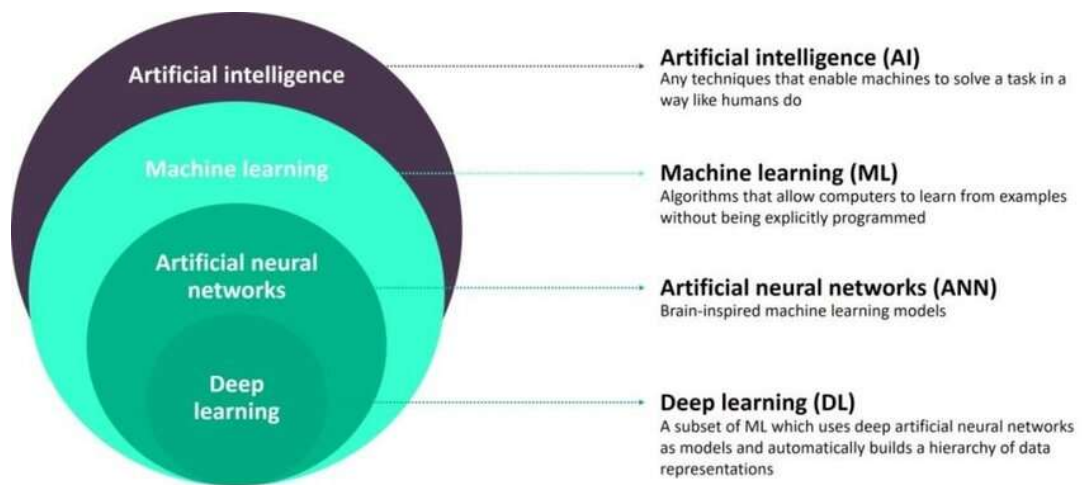 Artificial intelligence
Machine learning
Artificial neural
networks
Deep
learning
Artificial intelligence (AI)
Any techniques that enable machines to solve a task in a
way like humans do
Machine learning (ML)
Algorithms that allow computers to learn from examples
without being explicitly programmed
Artificial neural networks (ANN)
Brain-inspired machine learning models
Deep learning (DL)
A subset of ML which uses deep artificial neural networks
as models and automatically builds a hierarchy of data
representations